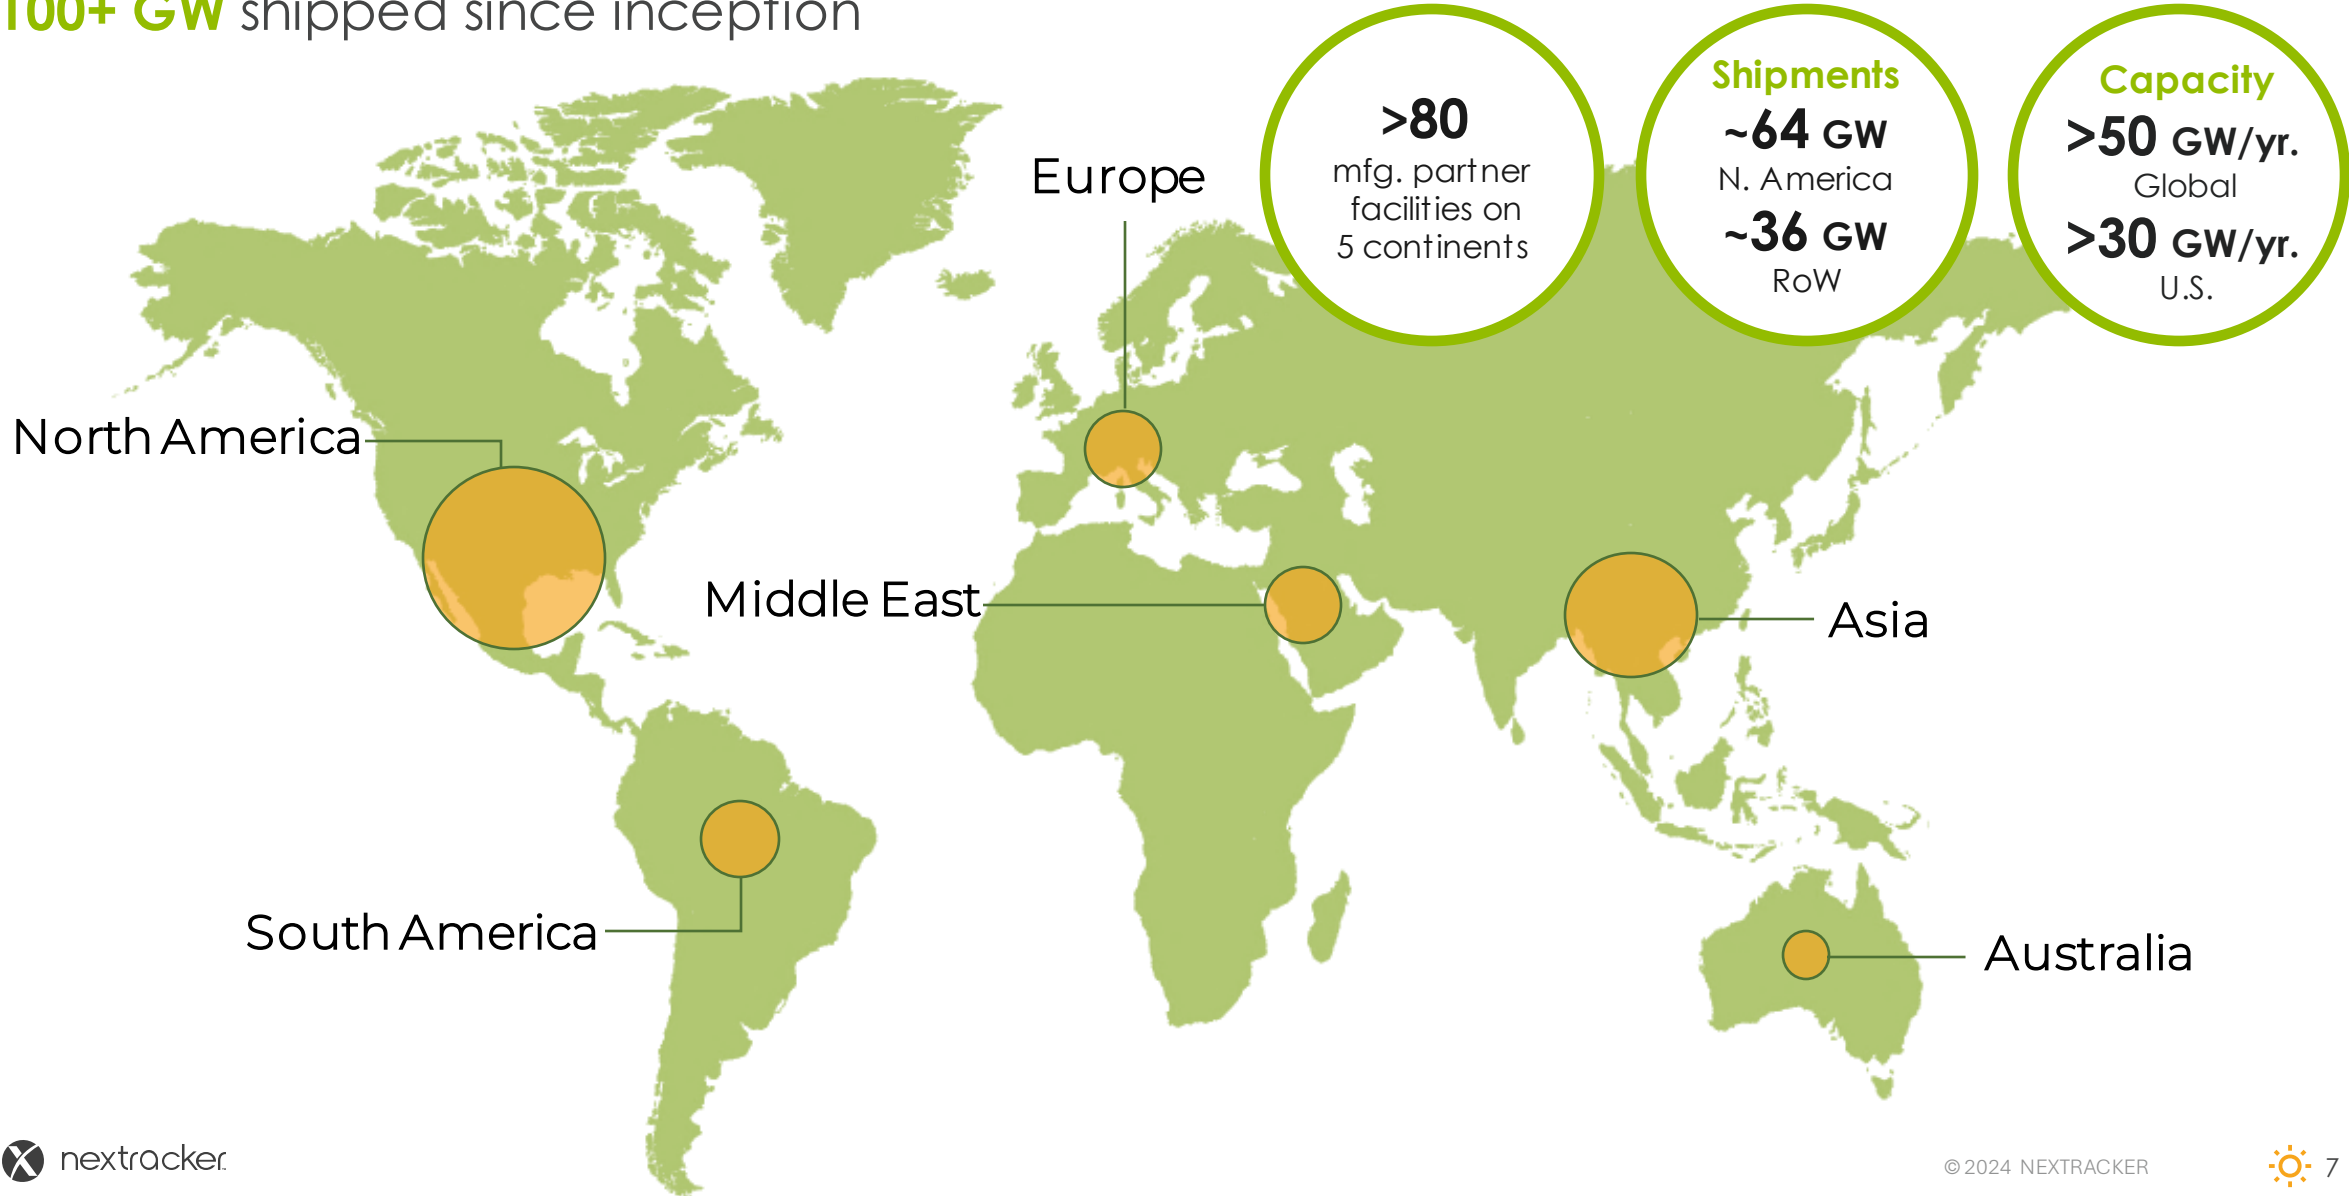 100+ GW shipped since inception
>80
mfg. partner
facilities on
5 continents
Shipments
~64 GW
N. America
~36 GW
RoW
Capacity
>50 GW/yr.
Global
>30 GW/yr.
U.S.
Europe
North America
Middle East
Asia
South America
Australia
nextracker
© 2024 NEXTRACKER
7